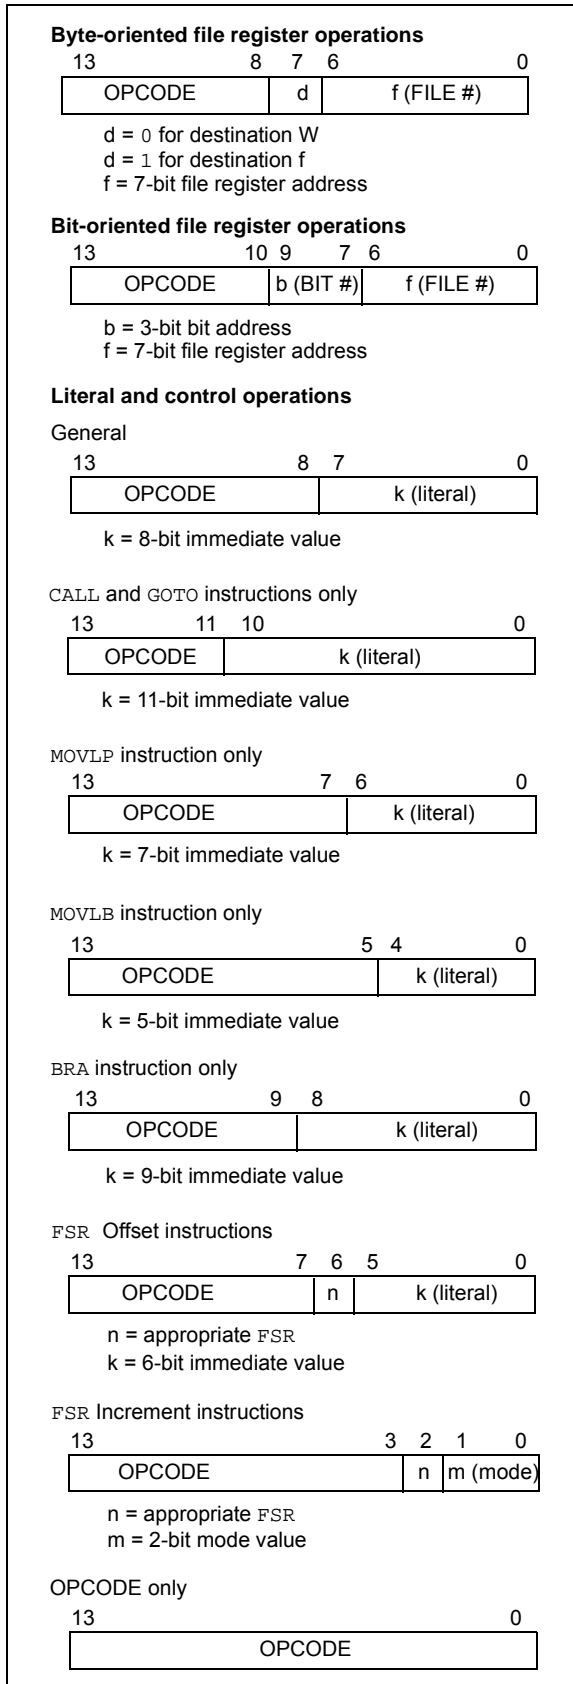 Byte-oriented file register operations
13 8 7 6 0
OPCODE d f (FILE #)
d = 0 for destination W
d = 1 for destination f
f = 7-bit file register address
Bit-oriented file register operations
13 10 9 7 6 0
OPCODE b (BIT #) f (FILE #)
b = 3-bit bit address
f = 7-bit file register address
Literal and control operations
General
13 8 7 0
OPCODE k (literal)
k = 8-bit immediate value
CALL and GOTO instructions only
13 11 10 0
OPCODE k (literal)
k = 11-bit immediate value
MOVLP instruction only
13 7 6 0
OPCODE k (literal)
k = 7-bit immediate value
MOVLB instruction only
13 5 4 0
OPCODE k (literal)
k = 5-bit immediate value
BRA instruction only
13 9 8 0
OPCODE k (literal)
k = 9-bit immediate value
FSR Offset instructions
13 7 6 5 0
OPCODE n k (literal)
n = appropriate FSR
k = 6-bit immediate value
FSR Increment instructions
13 3 2 1 0
OPCODE n m (mode)
n = appropriate FSR
m = 2-bit mode value
OPCODE only
13 0
OPCODE